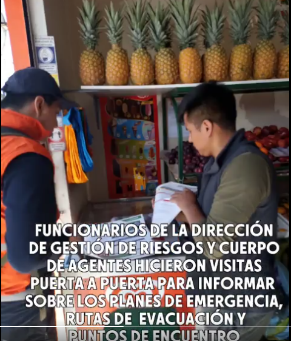 FUNCIONARIOS DE LA DIRECCIÓN
DE GESTIÓN DE RIESGOS Y CUERPO
DE AGENTES HICIERON VISITAS
PUERTA A PUERTA PARA INFORMAR
SOBRE LOS PLANES DE EMERGENCIA,
RUTAS DE EVACUACIÓN Y
PUNTOS DE ENCUENTRO